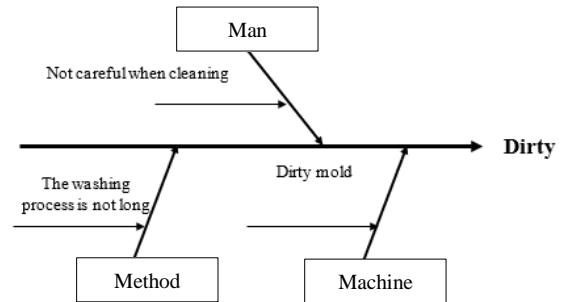 Man
Not careful when cleaning
Dirty
Dirty mold
The washing
process is not long
Method
Machine